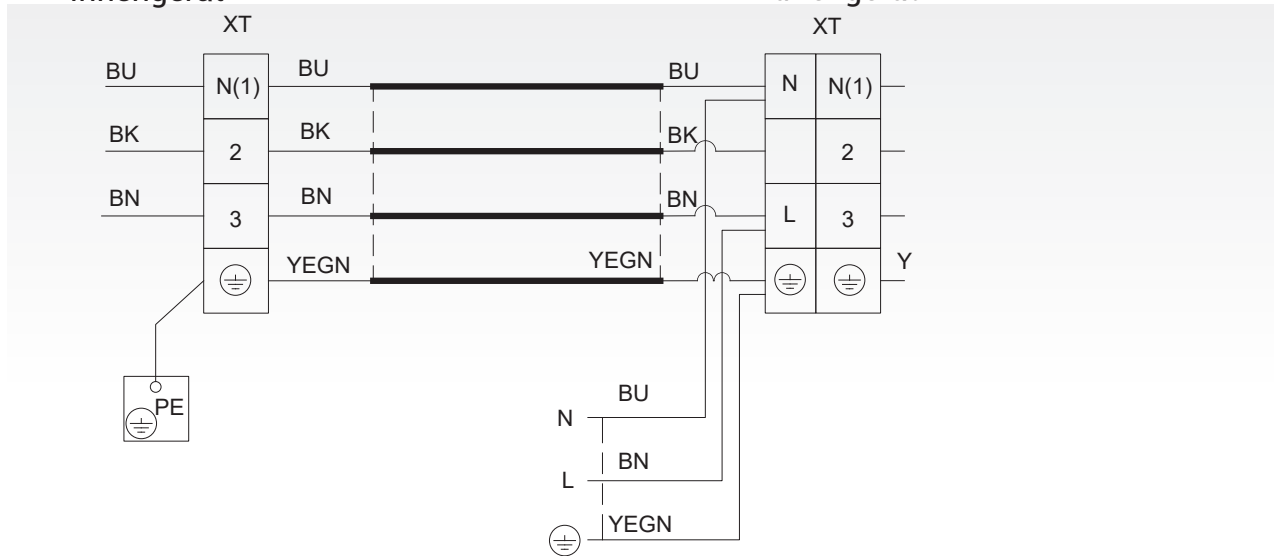 XT XT
BU BU BU N N(1)
N(1)
BK BK BK
2 2
BN BN BN
3 L 3
YEGN YEGN Y
PE
BU
N
BN
L
YEGN